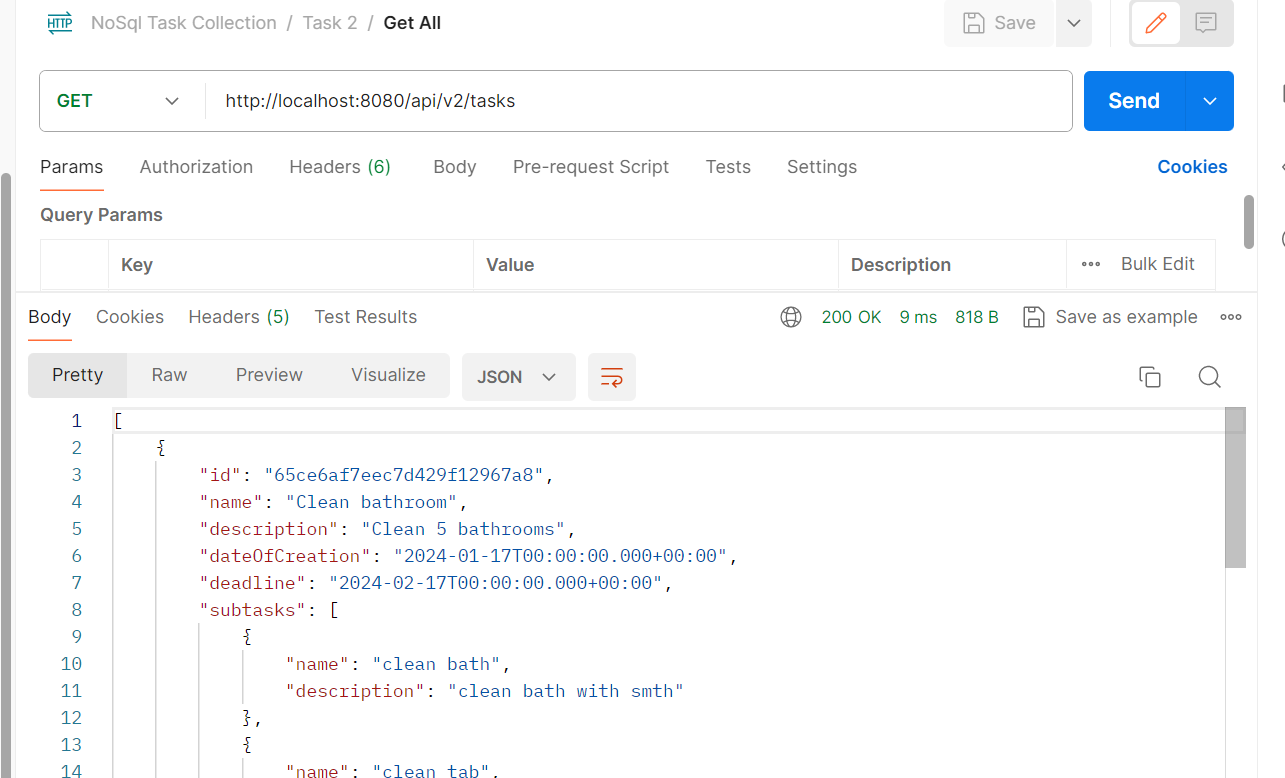 HTTP NoSql Task Collection / Task 2 / Get All Save
GET http://localhost:8080/api/v2/tasks Send
Params Authorization Headers (6) Body Pre-request Script Tests Settings Cookies
Query Params
Key Value Description ••• Bulk Edit
Body Cookies Headers (5) Test Results 200 OK 9 ms 818 B Save as example
Pretty Raw Preview Visualize JSON
1 [
2 {
3 "id": "65ce6af7eec7d429f12967a8",
4 "name": "Clean bathroom",
5 "description": "Clean 5 bathrooms",
6 "dateOfCreation": "2024-01-17T00:00:00.000+00:00",
7 "deadline": "2024-02-17T00:00:00.000+00:00",
8 "subtasks": [
9 {
10 "name": "clean bath",
11 "description": "clean bath with smth"
12 },
13 {
14 "name": "clean tab",